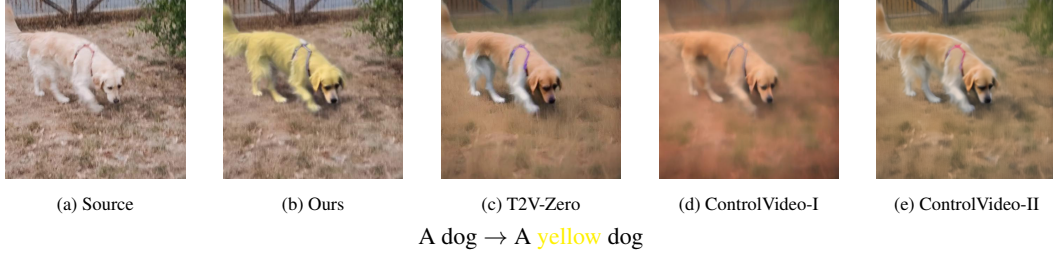 (a) Source
(b) Ours
(c) T2V-Zero
(d) ControlVideo-I
(e) ControlVideo-II
A dog → A yellow dog